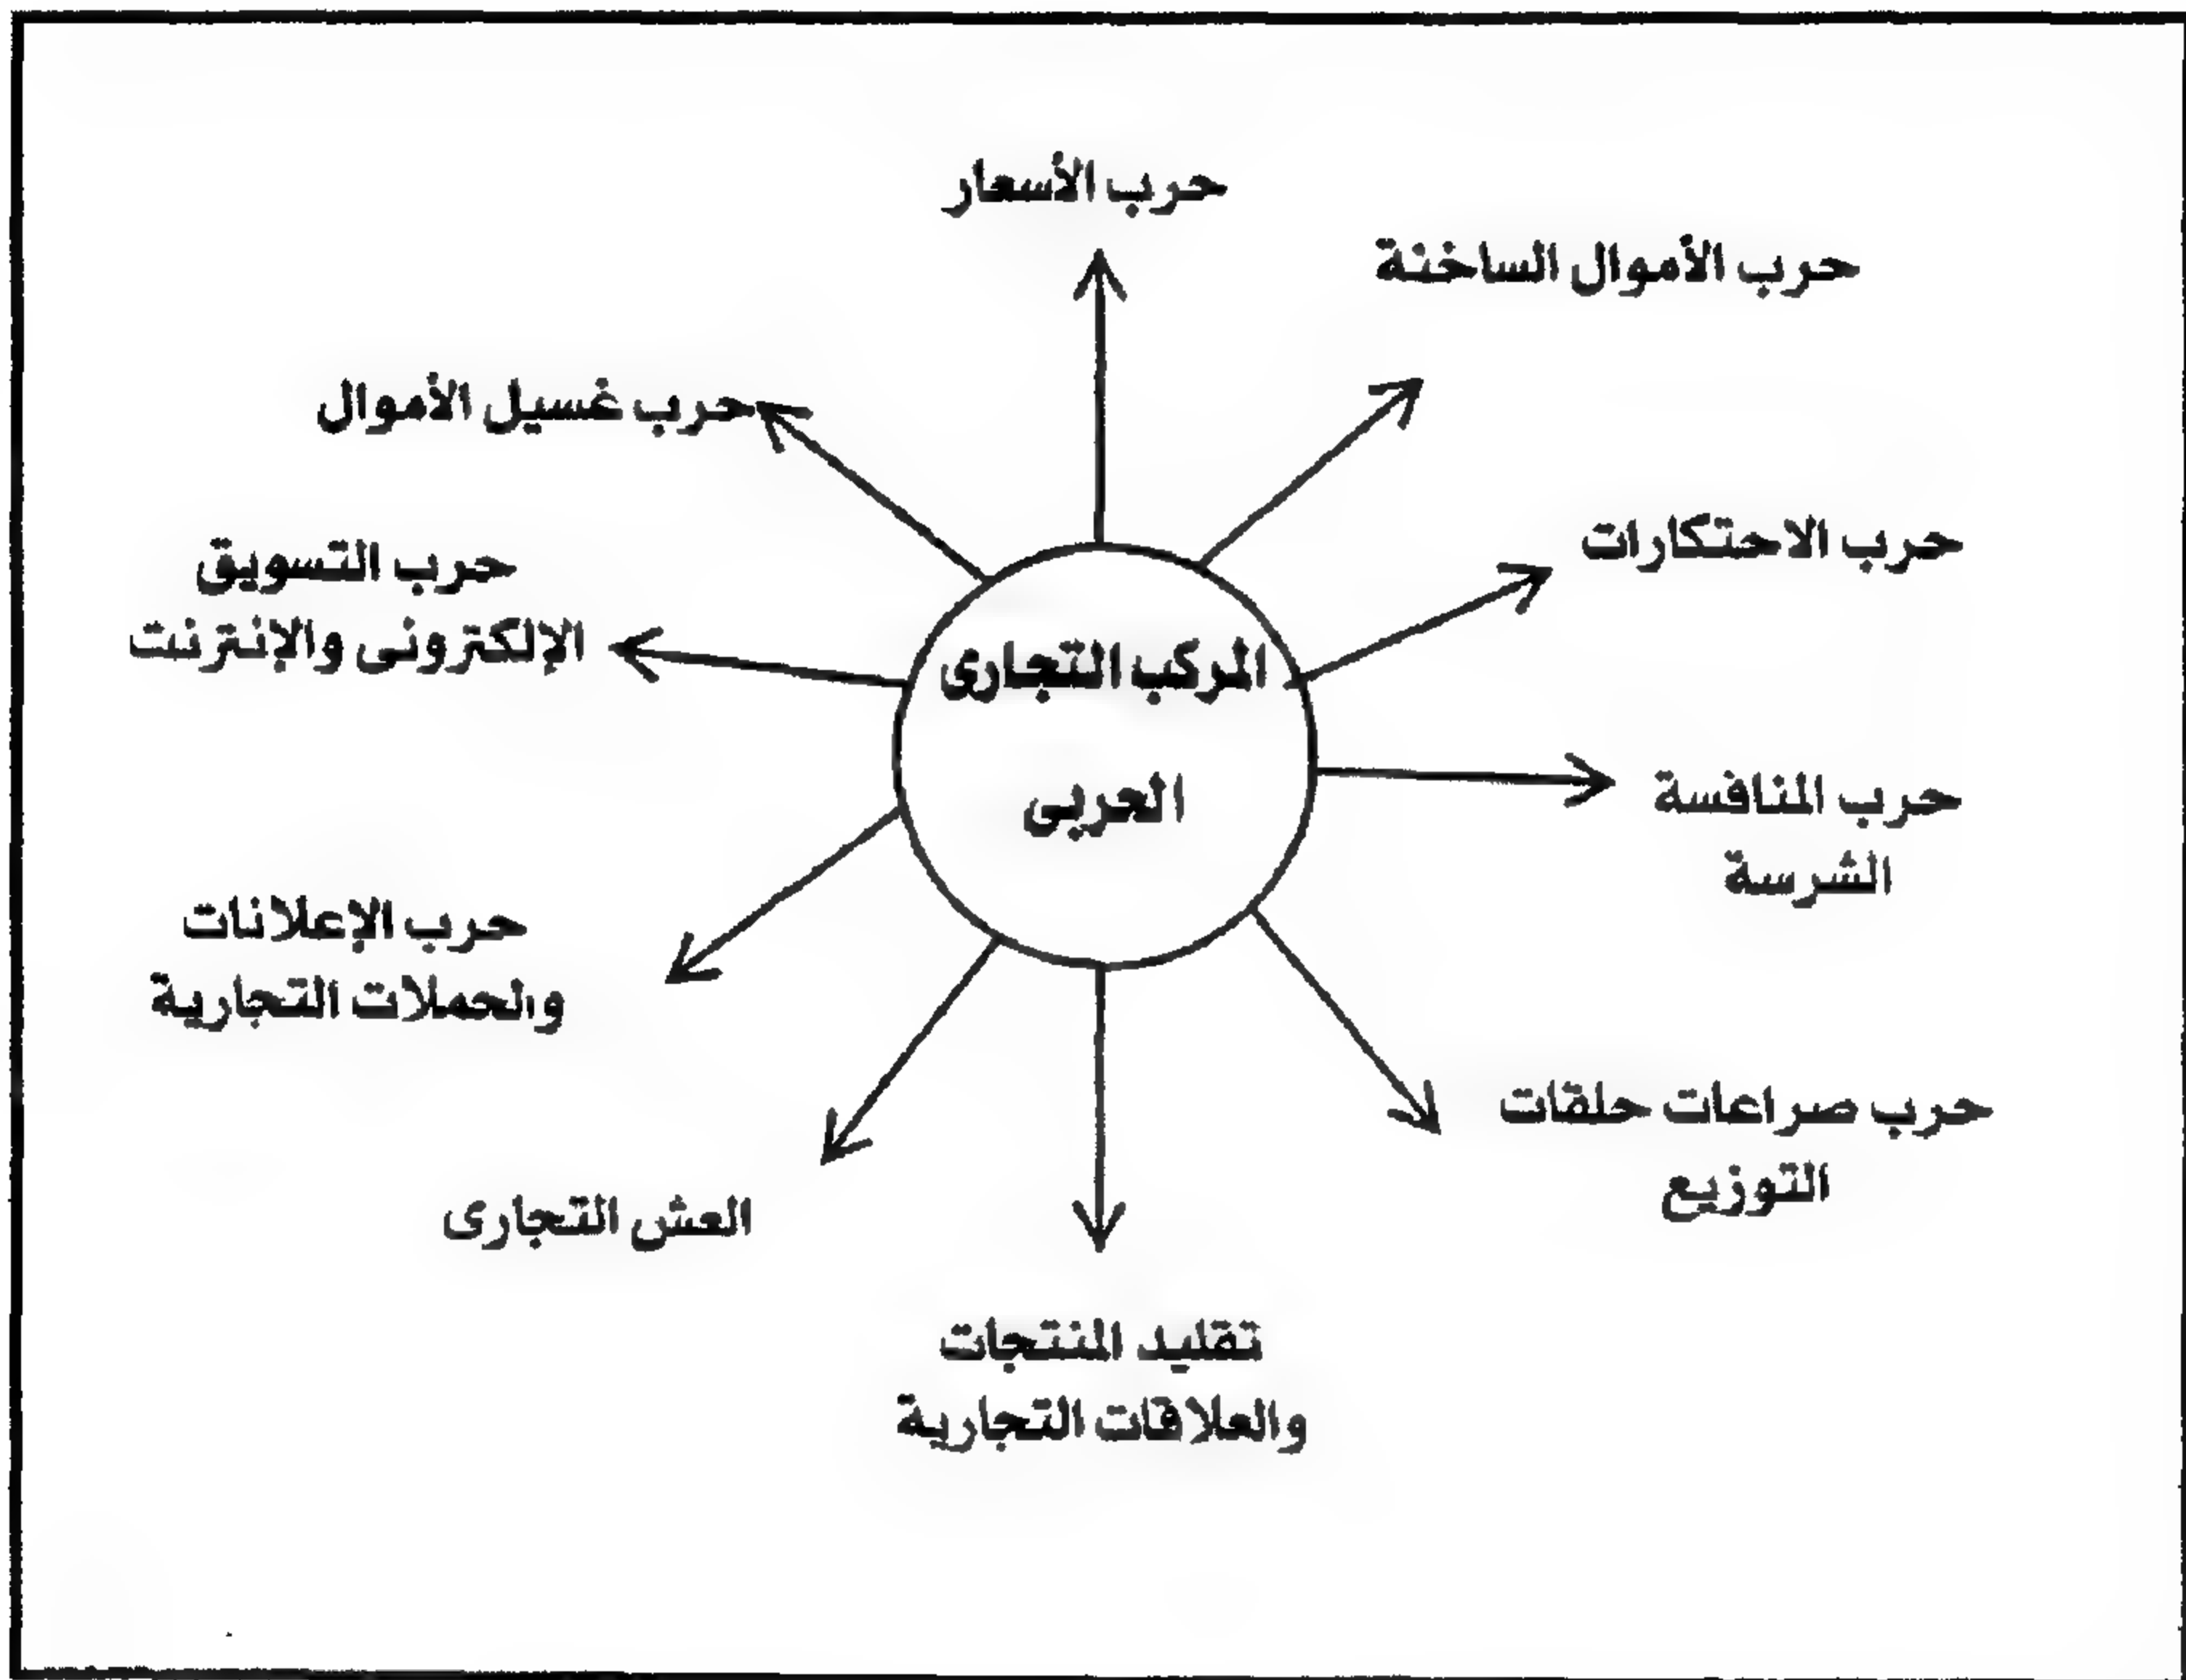 حرب الأسعار
حرب الأموال الساخنة
حرب غسيل الأموال
حرب الاحتكارات
حرب التسويق
الإلكترونى والإنترنت
المركب التجارى
العربى
حرب المنافسة
الشرسة
حرب الإعلانات
والحملات التجارية
حرب صراعات حلقات
التوزيع
العش التجارى
تقليد المنتجات
والعلاقات التجارية